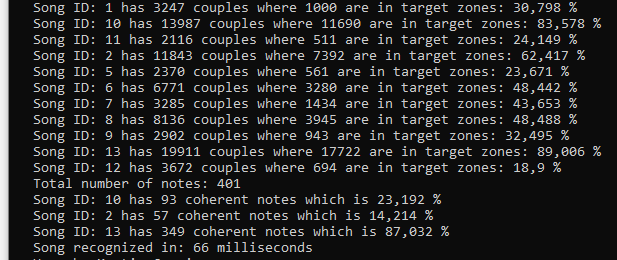 Song ID: 1 has 3247 couples where 1000 are in target zones: 30,798 %
Song ID: 10 has 13987 couples where 11690 are in target zones: 83,578 %
Song ID: 11 has 2116 couples where 511 are in target zones: 24,149 %
Song ID: 2 has 11843 couples where 7392 are in target zones: 62,417 %
Song ID: 5 has 2370 couples where 561 are in target zones: 23,671 %
Song ID: 6 has 6771 couples where 3280 are in target zones: 48,442 %
Song ID: 7 has 3285 couples where 1434 are in target zones: 43,653 %
Song ID: 8 has 8136 couples where 3945 are in target zones: 48,488 %
Song ID: 9 has 2902 couples where 943 are in target zones: 32,495 %
Song ID: 13 has 19911 couples where 17722 are in target zones: 89,006 %
Song ID: 12 has 3672 couples where 694 are in target zones: 18,9 %
Total number of notes: 401
Song ID: 10 has 93 coherent notes which is 23,192 %
Song ID: 2 has 57 coherent notes which is 14,214 %
Song ID: 13 has 349 coherent notes which is 87,032 %
Song recognized in: 66 milliseconds